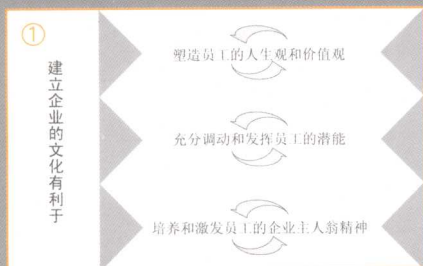 ①
建立企业的文化有利于
塑造员工的人生观和价值观
充分调动和发挥员工的潜能
培养和激发员工的企业主人翁精神